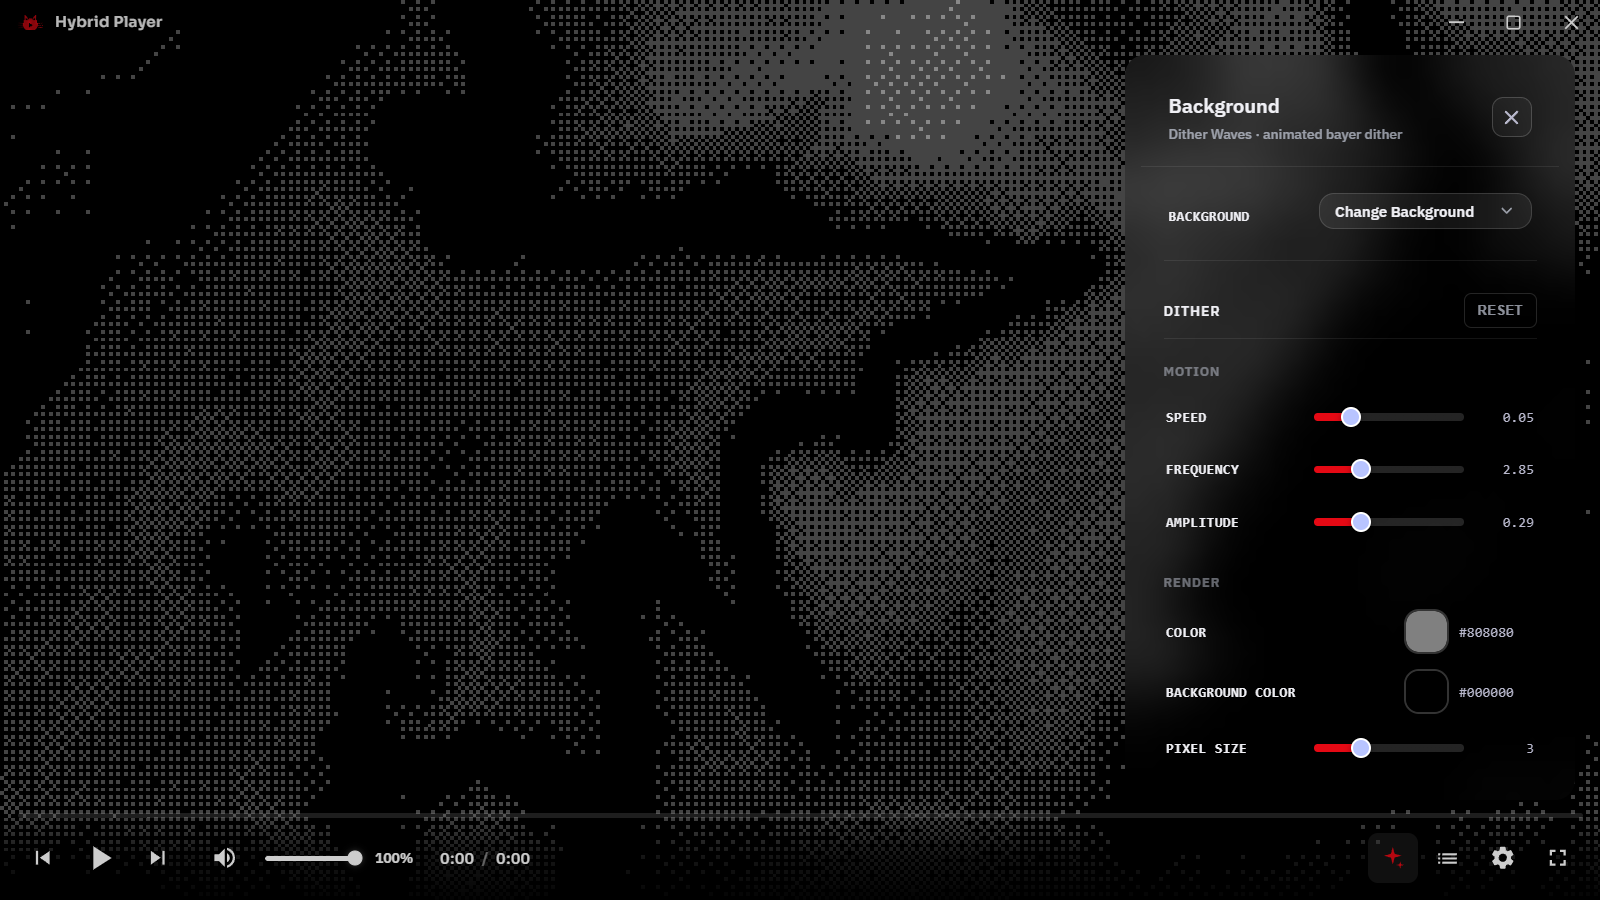 Hybrid Player
Background
Dither Waves · animated bayer dither
BACKGROUND
Change Background
DITHER
RESET
MOTION
SPEED
0.05
FREQUENCY
2.85
AMPLITUDE
0.29
RENDER
COLOR
#808080
BACKGROUND COLOR
#000000
PIXEL SIZE
3
100%
0:00 / 0:00